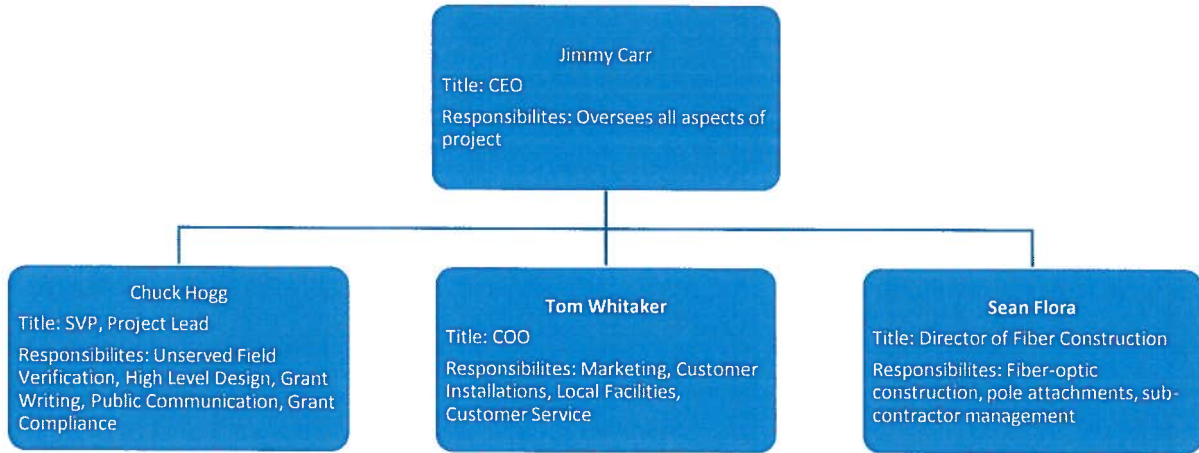 Jimmy Carr
Title: CEO
Responsibilites: Oversees all aspects of
project
Chuck Hogg
Title: SVP, Project Lead
Responsibilites: Unserved Field
Verification, High Level Design, Grant
Writing, Public Communication, Grant
Compliance
Tom Whitaker
Title: COO
Responsibilites: Marketing, Customer
Installations, Local Facilities,
Customer Service
Sean Flora
Title: Director of Fiber Construction
Responsibilites: Fiber-optic
construction, pole attachments, sub-
contractor management